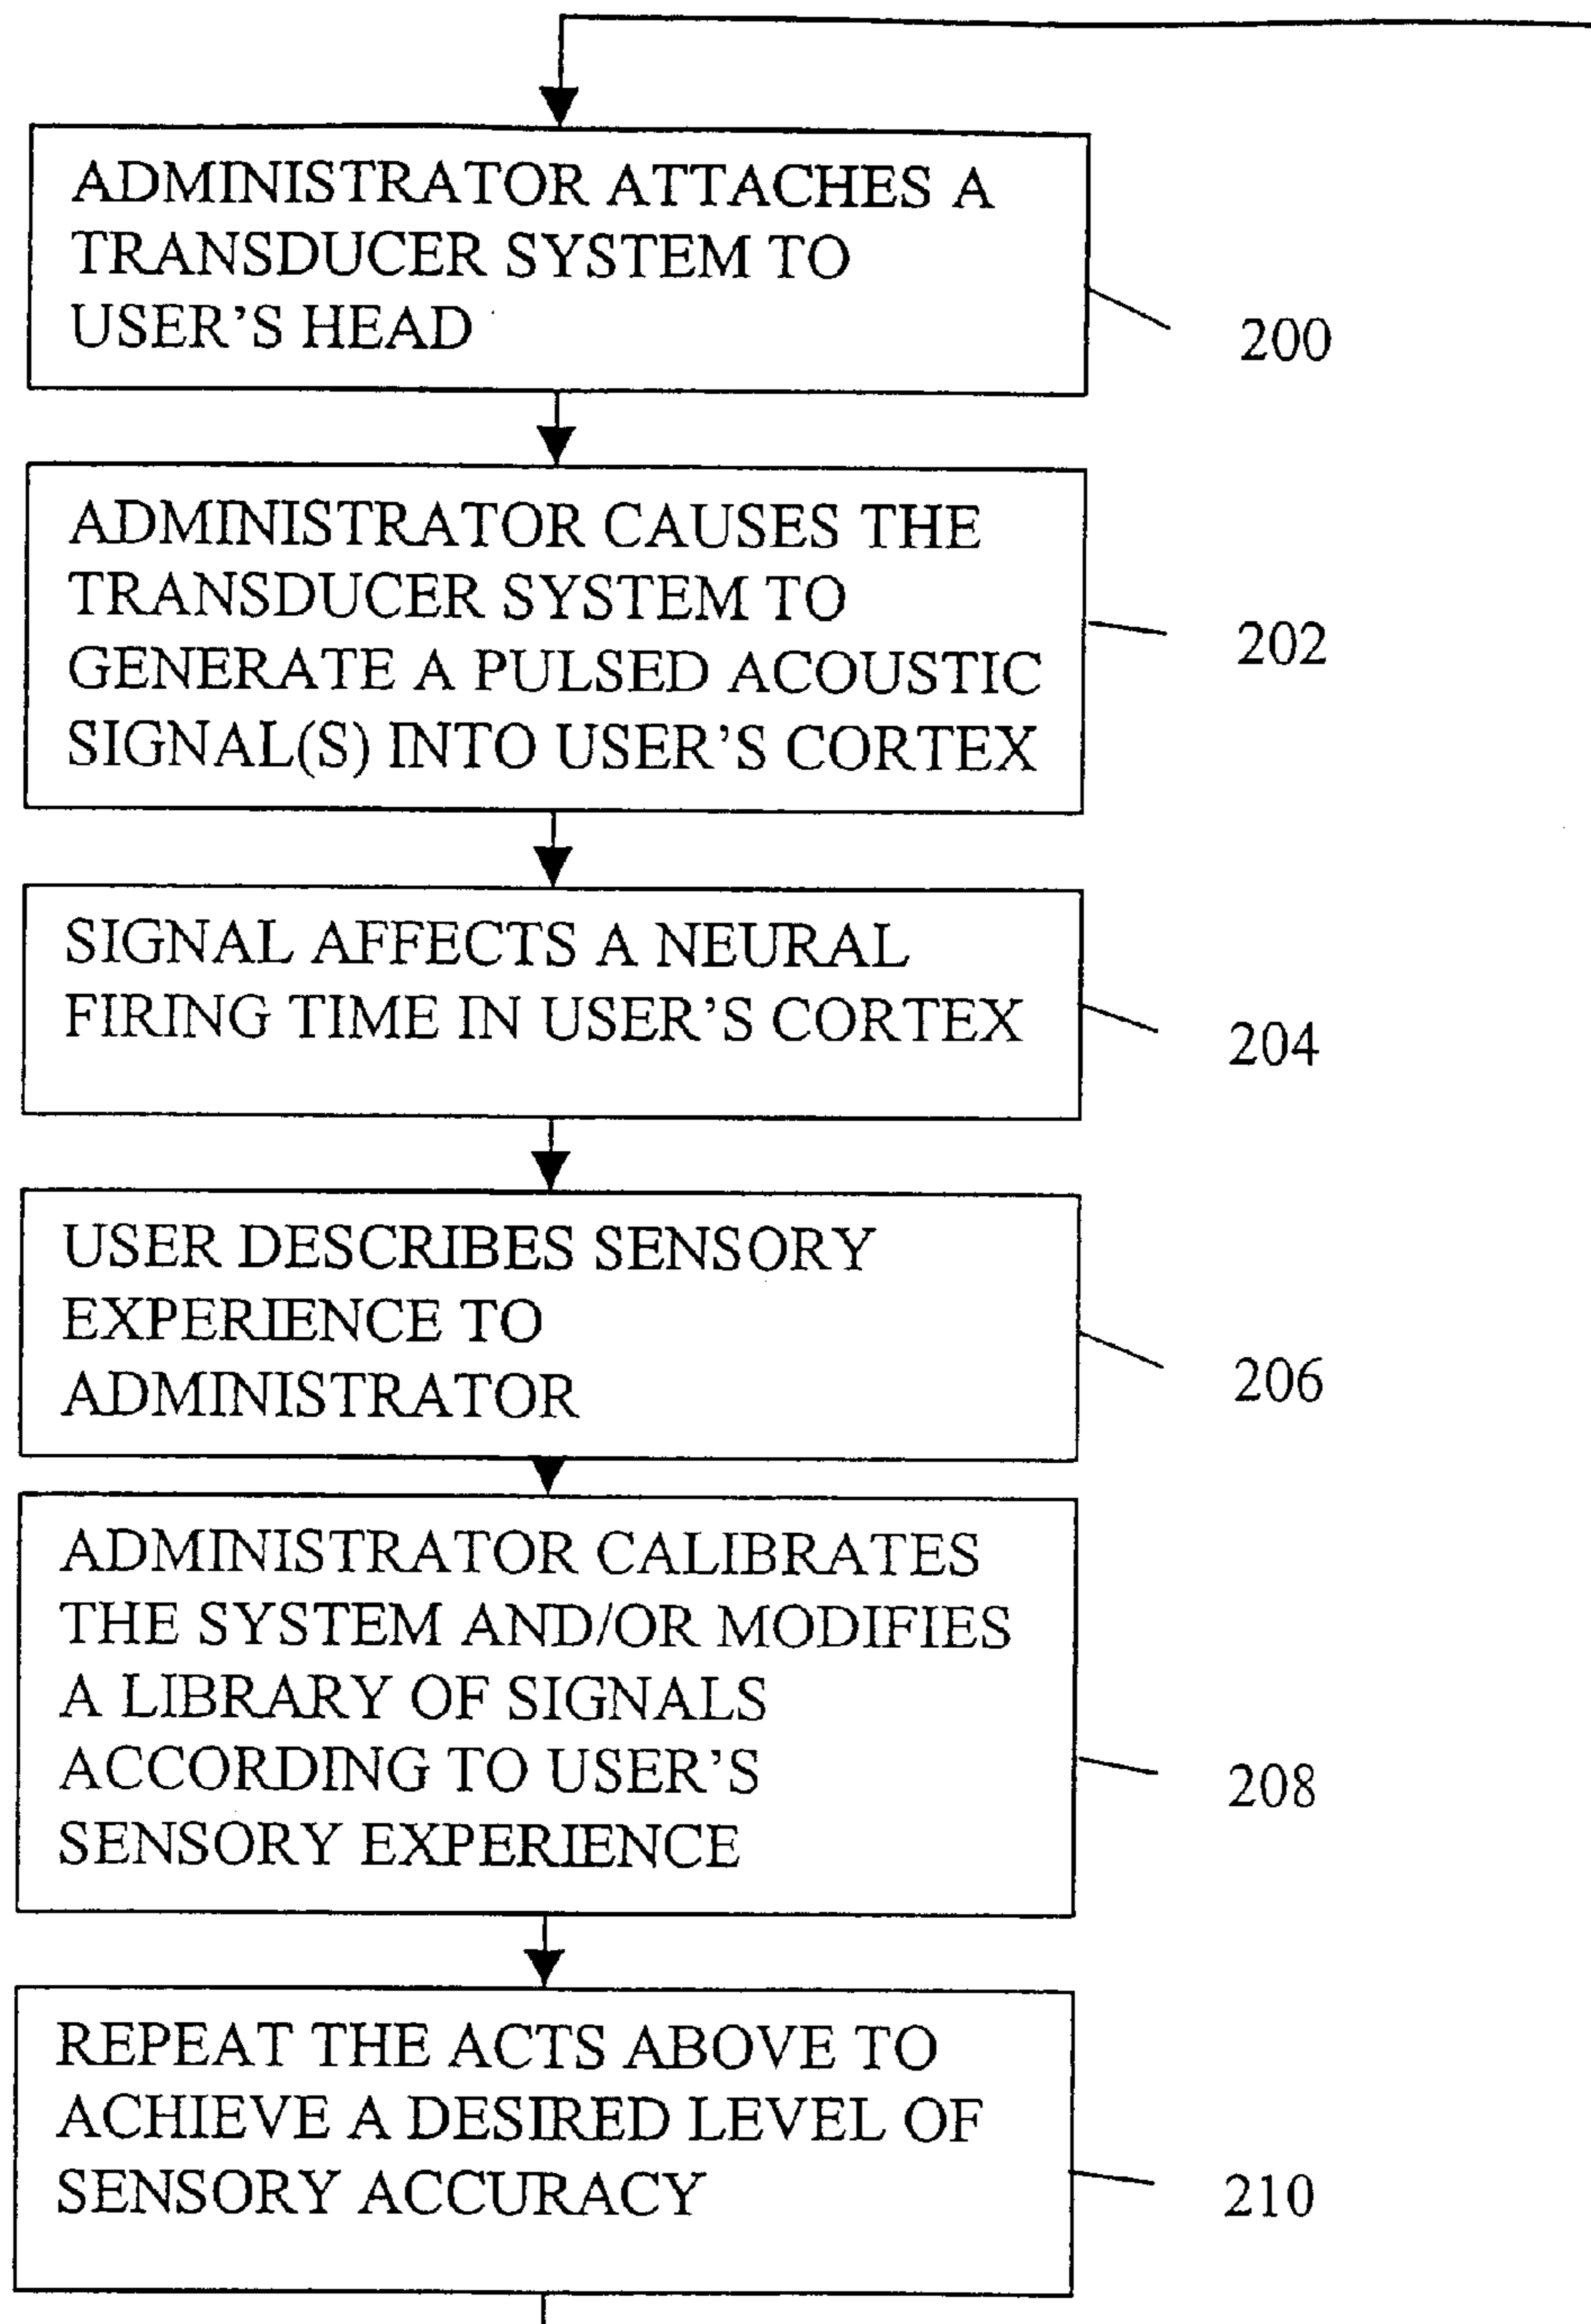 ADMINISTRATOR ATTACHES A
TRANSDUCER SYSTEM TO
USER'S HEAD
200
ADMINISTRATOR CAUSES THE
TRANSDUCER SYSTEM TO
GENERATE A PULSED ACOUSTIC
SIGNAL(S) INTO USER'S CORTEX
202
SIGNAL AFFECTS A NEURAL
FIRING TIME IN USER'S CORTEX
204
USER DESCRIBES SENSORY
EXPERIENCE TO
ADMINISTRATOR
206
ADMINISTRATOR CALIBRATES
THE SYSTEM AND/OR MODIFIES
A LIBRARY OF SIGNALS
ACCORDING TO USER'S
SENSORY EXPERIENCE
208
REPEAT THE ACTS ABOVE TO
ACHIEVE A DESIRED LEVEL OF
SENSORY ACCURACY
210